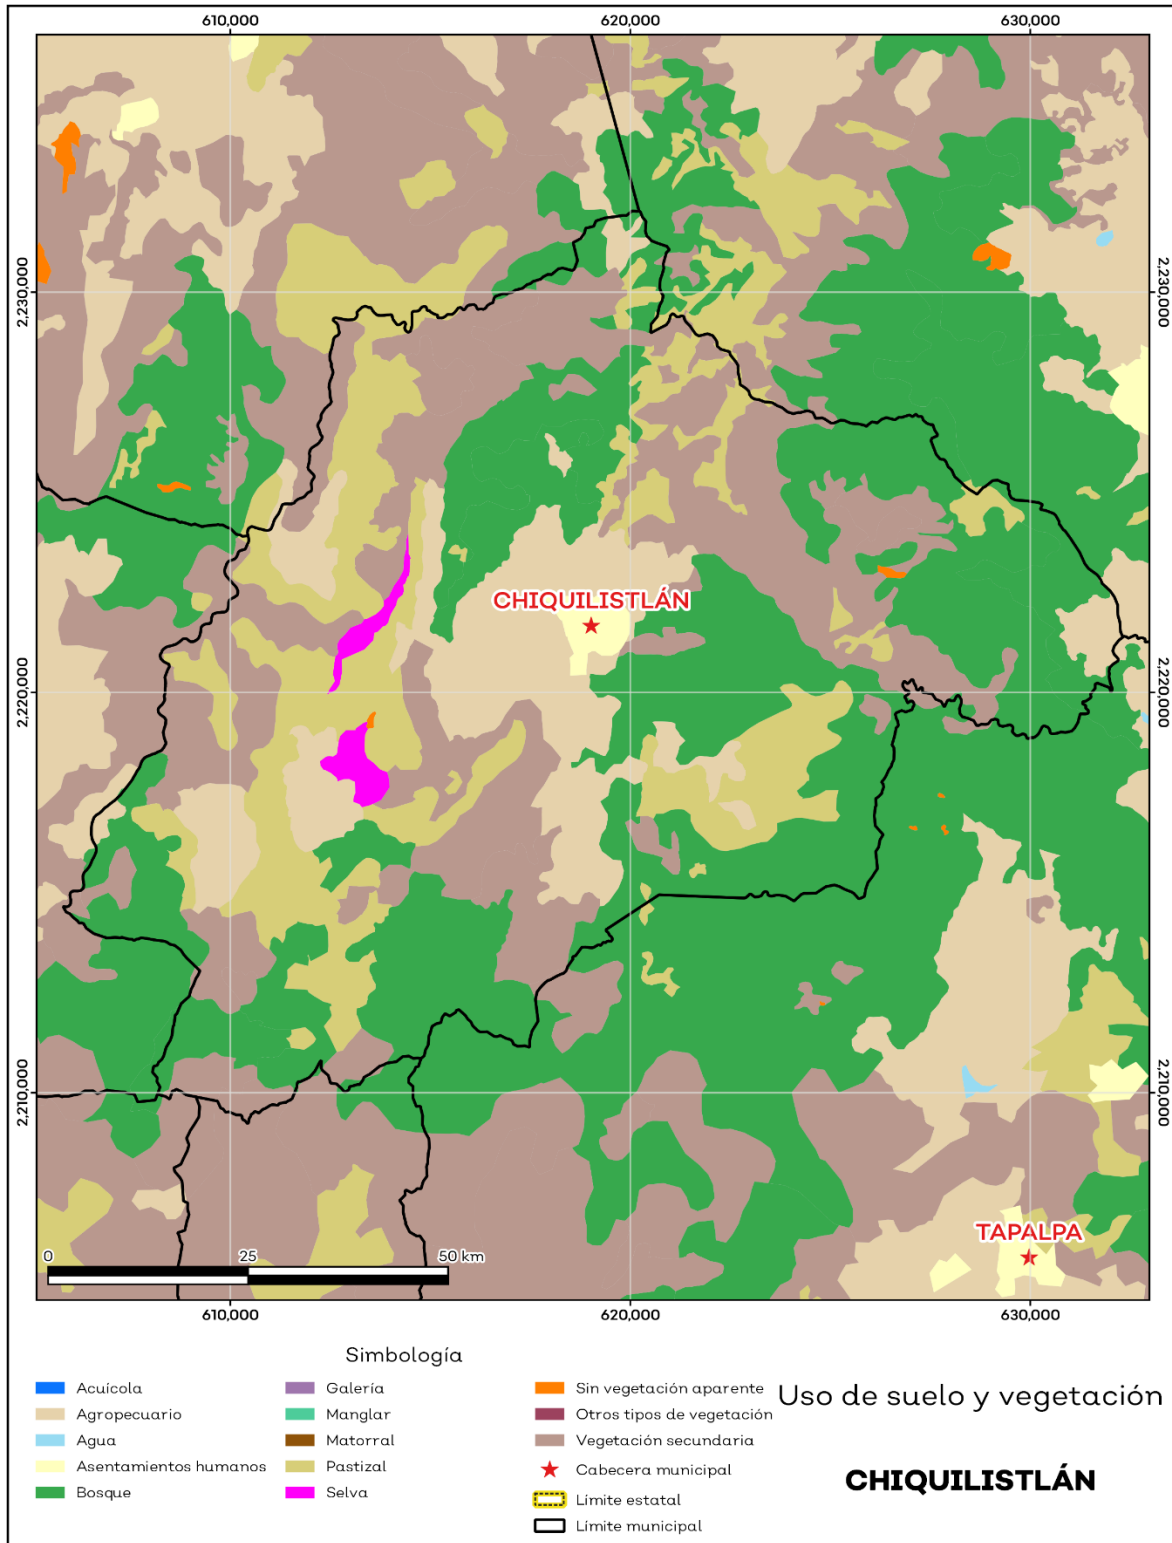 610,000 620,000 630,000
2,230,000 2,230,000
CHIQUILISTLÁN
2,220,000 2,220,000
2,210,000 2,210,000
TAPALPA
0 25 50 km
610,000 620,000 630,000
Simbología
Acuícola
Agropecuario
Agua
Asentamientos humanos
Bosque
Galería
Manglar
Matorral
Pastizal
Selva
Sin vegetación aparente
Otros tipos de vegetación
Vegetación secundaria
Cabecera municipal
Límite estatal
Límite municipal
Uso de suelo y vegetación
CHIQUILISTLÁN